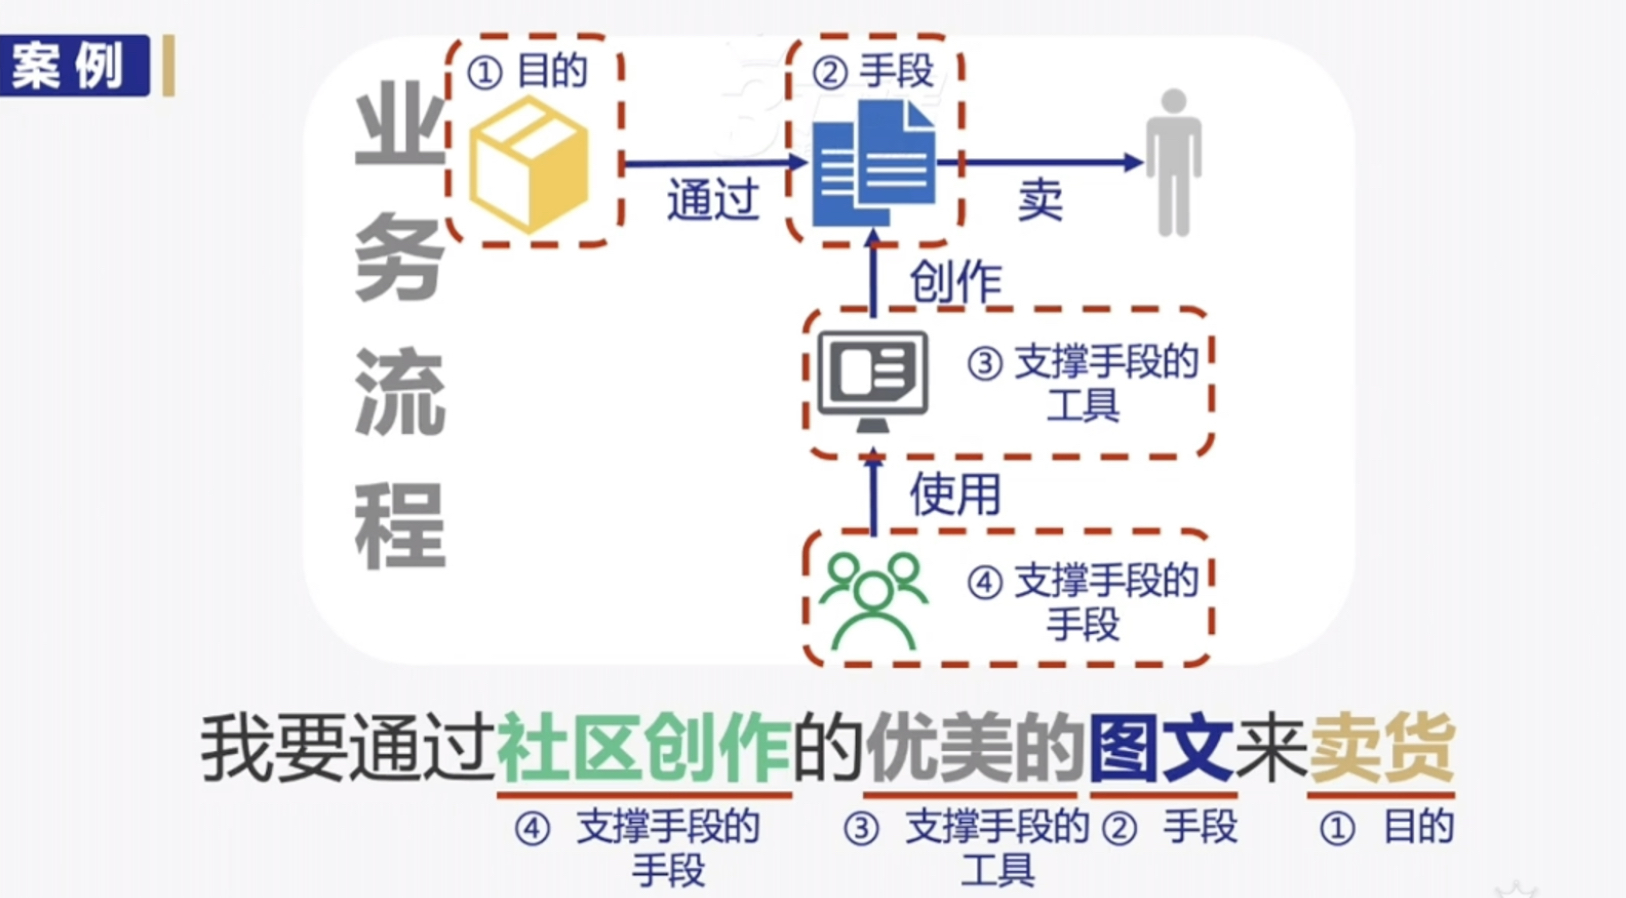 案例
业务流程
① 目的
② 手段
通过
卖
创作
③ 支撑手段的
工具
使用
④ 支撑手段的
手段
我要通过社区创作的优美的图文来卖货
④ 支撑手段的
手段
③ 支撑手段的
工具
② 手段
① 目的